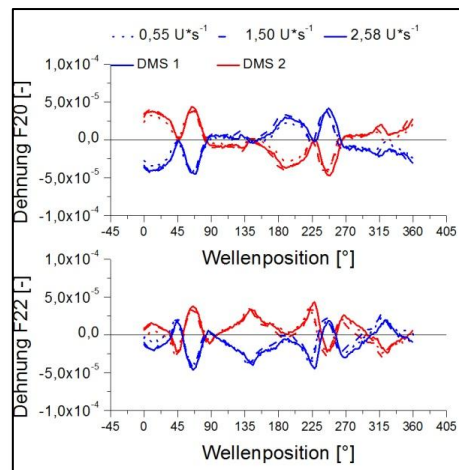 0,55 U*s⁻¹ 1,50 U*s⁻¹ 2,58 U*s⁻¹
DMS 1 DMS 2
Dehnung F20 [-]
1,0x10⁻⁴
5,0x10⁻⁵
0,0
-5,0x10⁻⁵
-1,0x10⁻⁴
-45 0 45 90 135 180 225 270 315 360 405
Wellenposition [°]
Dehnung F22 [-]
1,0x10⁻⁴
5,0x10⁻⁵
0,0
-5,0x10⁻⁵
-1,0x10⁻⁴
-45 0 45 90 135 180 225 270 315 360 405
Wellenposition [°]